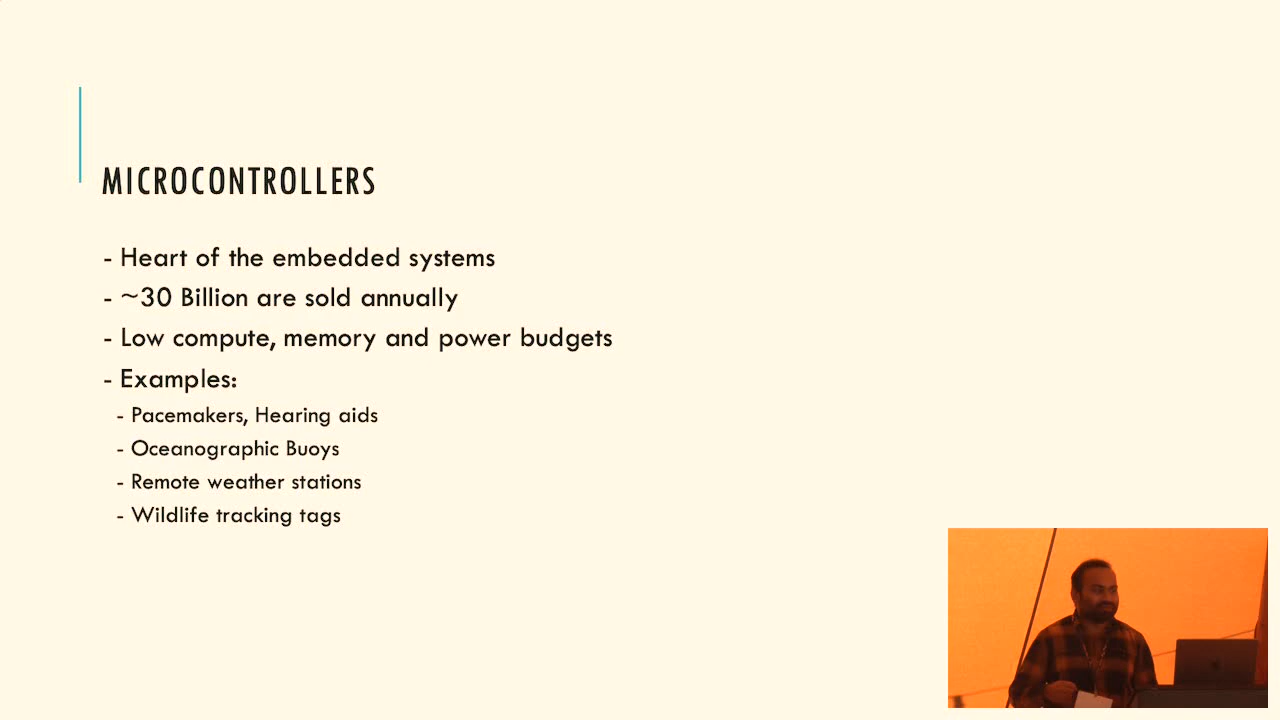 MICROCONTROLLERS
- Heart of the embedded systems
- ~30 Billion are sold annually
- Low compute, memory and power budgets
- Examples:
- Pacemakers, Hearing aids
- Oceanographic Buoys
- Remote weather stations
- Wildlife tracking tags